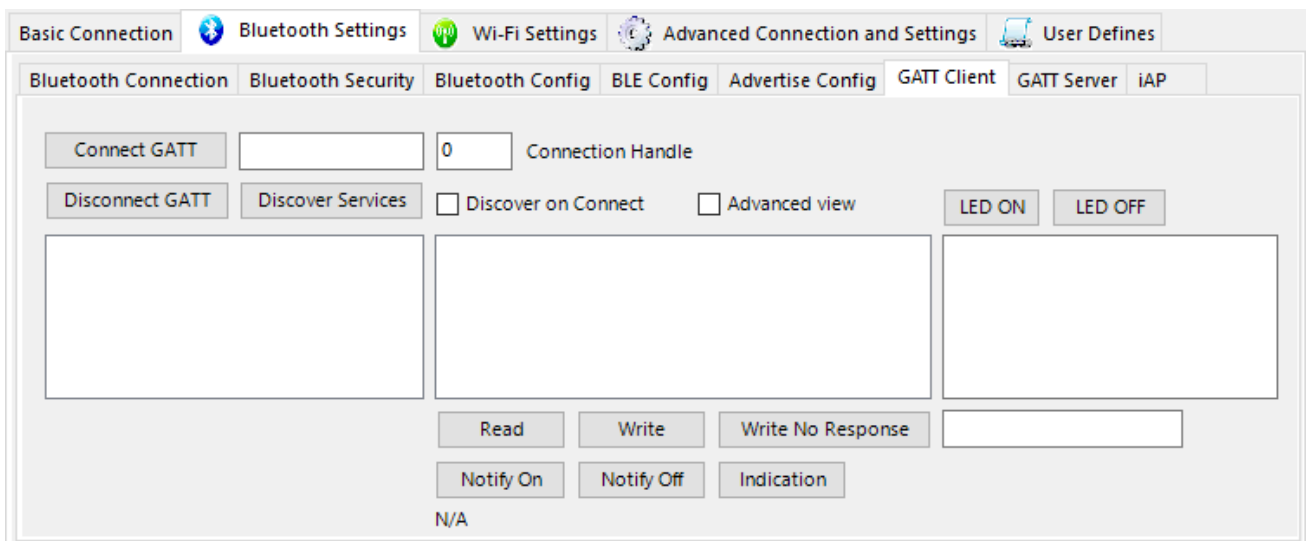 Basic Connection Bluetooth Settings Wi-Fi Settings Advanced Connection and Settings User Defines
Bluetooth Connection Bluetooth Security Bluetooth Config BLE Config Advertise Config GATT Client GATT Server iAP
Connect GATT 0 Connection Handle
Disconnect GATT Discover Services Discover on Connect Advanced view LED ON LED OFF
Read Write Write No Response
Notify On Notify Off Indication
N/A